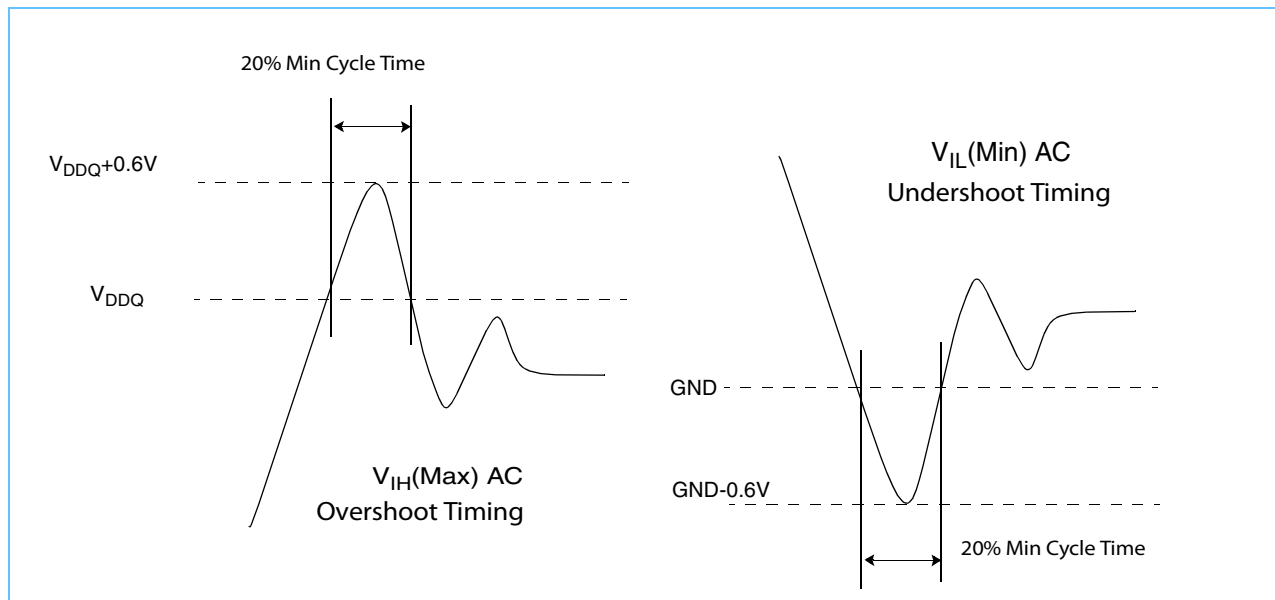 20% Min Cycle Time
VDDQ+0.6V
VDDQ
VIH(Max) AC
Overshoot Timing
VIL(Min) AC
Undershoot Timing
GND
GND-0.6V
20% Min Cycle Time